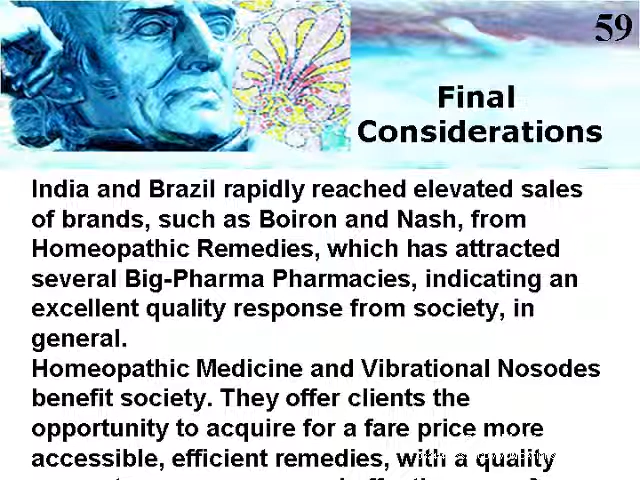 59
Final
Considerations
India and Brazil rapidly reached elevated sales
of brands, such as Boiron and Nash, from
Homeopathic Remedies, which has attracted
several Big-Pharma Pharmacies, indicating an
excellent quality response from society, in
general.
Homeopathic Medicine and Vibrational Nosodes
benefit society. They offer clients the
opportunity to acquire for a fare price more
accessible, efficient remedies, with a quality